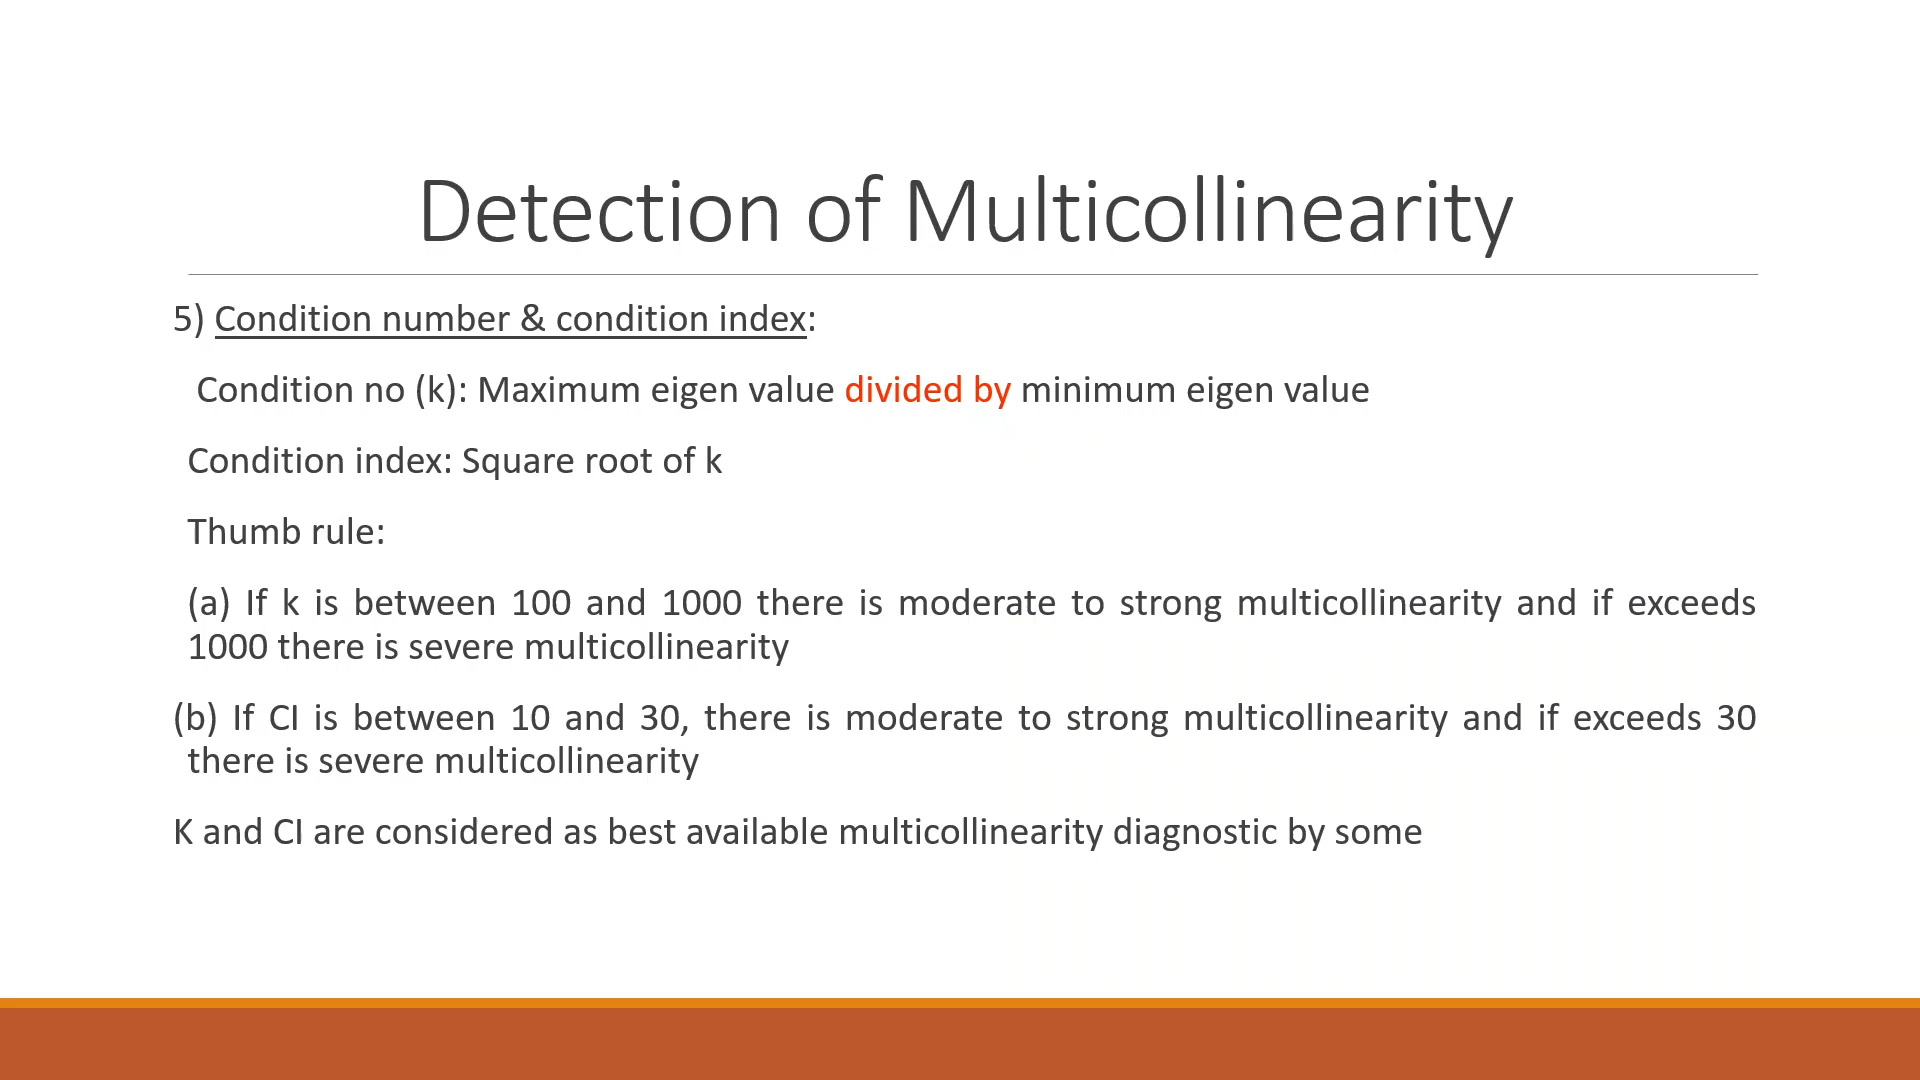 Detection of Multicollinearity
5) Condition number & condition index:
Condition no (k): Maximum eigen value divided by minimum eigen value
Condition index: Square root of k
Thumb rule:
(a) If k is between 100 and 1000 there is moderate to strong multicollinearity and if exceeds
1000 there is severe multicollinearity
(b) If CI is between 10 and 30, there is moderate to strong multicollinearity and if exceeds 30
there is severe multicollinearity
K and CI are considered as best available multicollinearity diagnostic by some